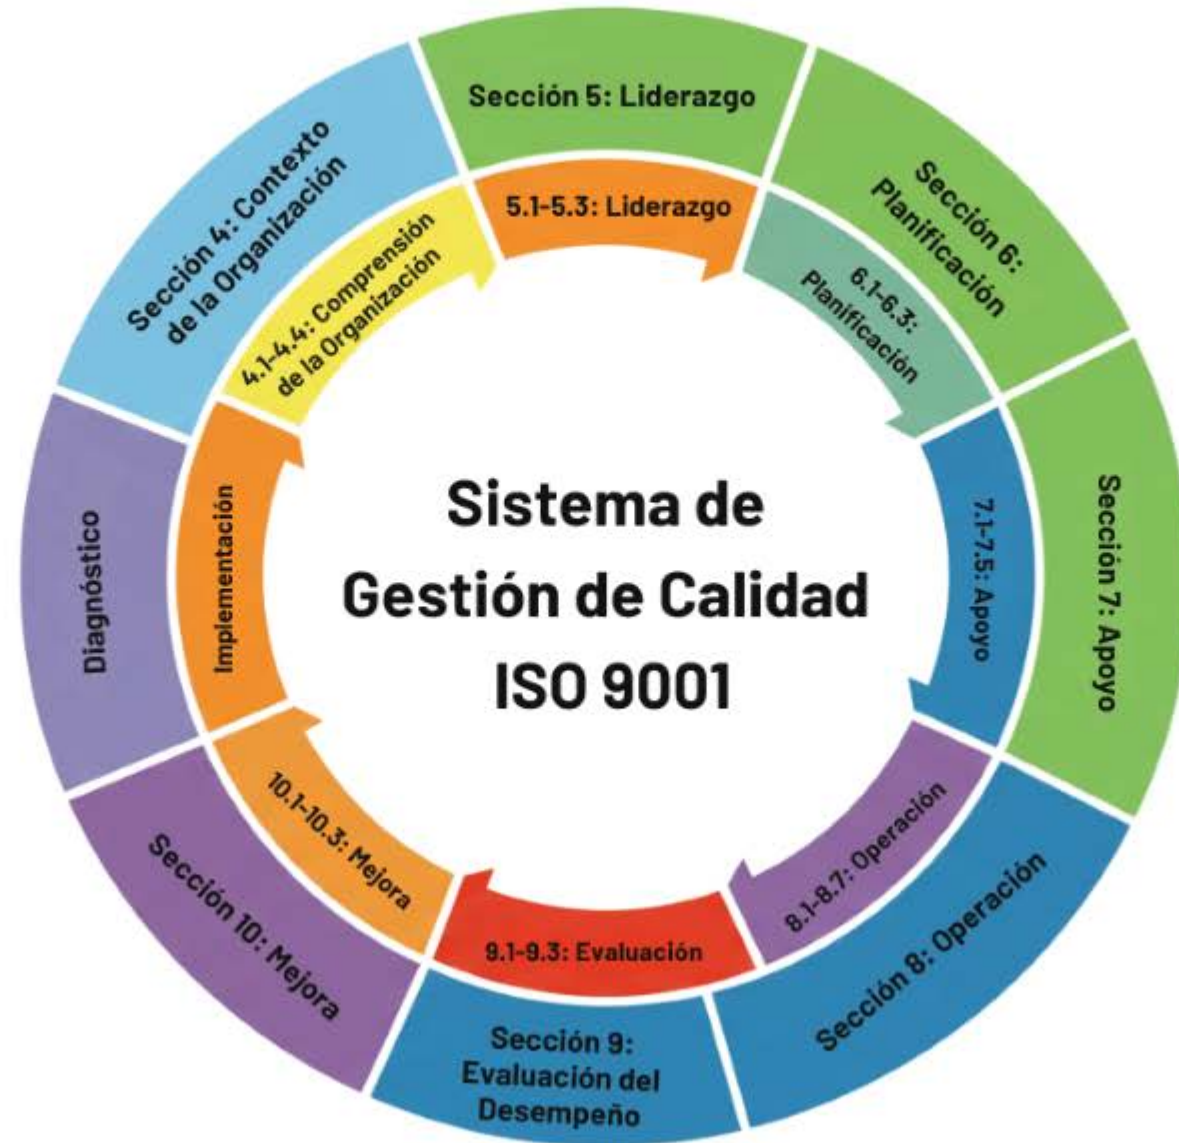 Sección 5: Liderazgo
5.1-5.3: Liderazgo
Sección 6:
Planificación
6.1-6.3:
Planificación
Sección 7: Apoyo
7.1-7.5: Apoyo
Sección 8: Operación
8.1-8.7: Operación
Sección 9:
Evaluación del
Desempeño
9.1-9.3: Evaluación
Sección 10: Mejora
10.1-10.3: Mejora
Diagnóstico
Implementación
Sección 4: Contexto
de la Organización
4.1-4.4: Comprensión
de la Organización
Sistema de
Gestión de Calidad
ISO 9001